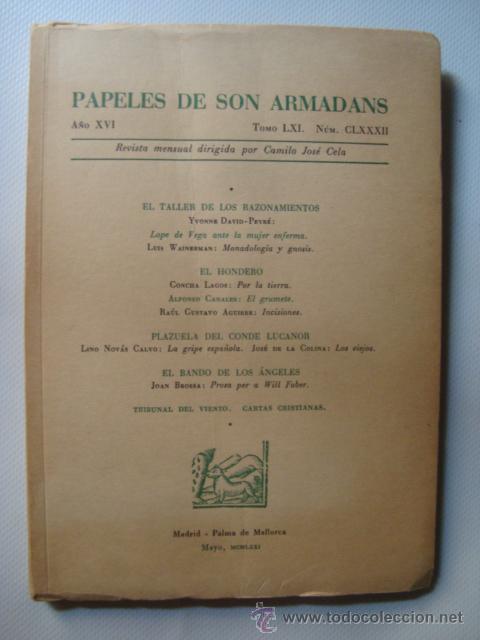 PAPELES DE SON ARMADANS
AÑO XVI TOMO LXI. NÚM. CLXXXII
Revista mensual dirigida por Camilo José Cela
EL TALLER DE LOS RAZONAMIENTOS
YVONNE DAVID-PEYRÉ:
Lope de Vega ante la mujer enferma.
LUIS WAINERMAN: Monadología y gnosis.
EL HONDERO
CONCHA LAGOS: Por la tierra.
ALFONSO CANALES: El grumete.
RAÚL GUSTAVO AGUIRRE: Incisiones.
PLAZUELA DEL CONDE LUCANOR
LINO NOVÁS CALVO: La gripe española. JOSÉ DE LA COLINA: Los viejos.
EL BANDO DE LOS ÁNGELES
JOAN BROSSA: Prosa per a Will Faber.
TRIBUNAL DEL VIENTO. CARTAS CRISTIANAS.
Madrid - Palma de Mallorca
Mayo, MCMLXXI
todocoleccion
www.todocoleccion.net